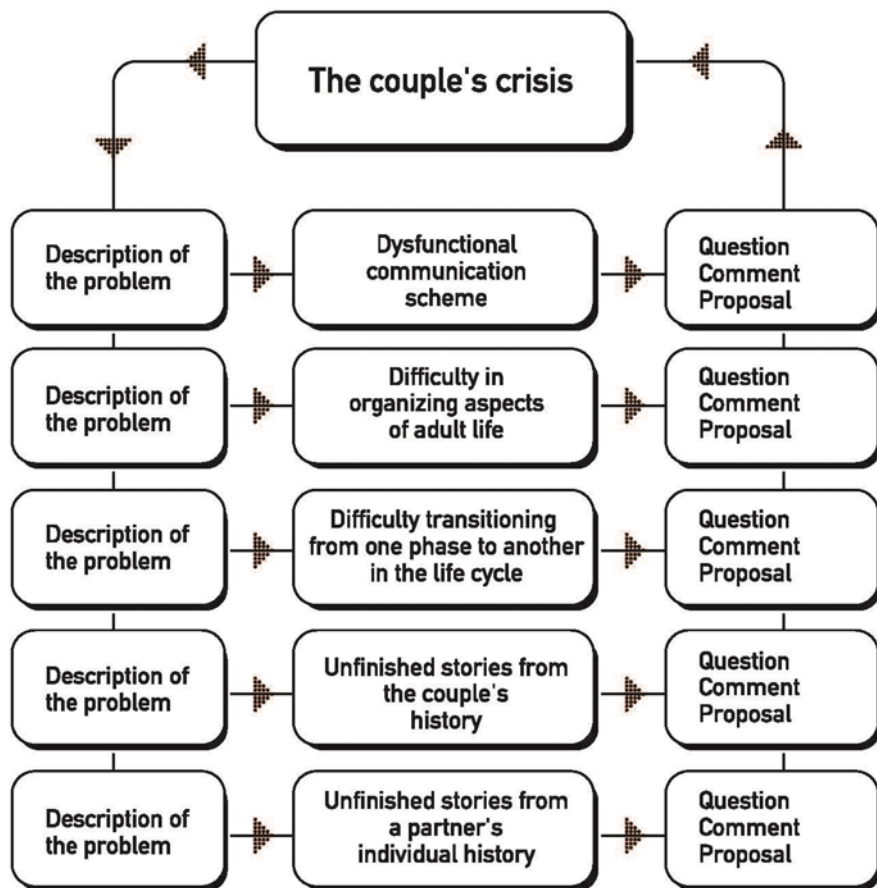 The couple's crisis
Description of
the problem
Dysfunctional
communication
scheme
Question
Comment
Proposal
Description of
the problem
Difficulty in
organizing aspects
of adult life
Question
Comment
Proposal
Description of
the problem
Difficulty transitioning
from one phase to another
in the life cycle
Question
Comment
Proposal
Description of
the problem
Unfinished stories from
the couple's
history
Question
Comment
Proposal
Description of
the problem
Unfinished stories from
a partner's
individual history
Question
Comment
Proposal